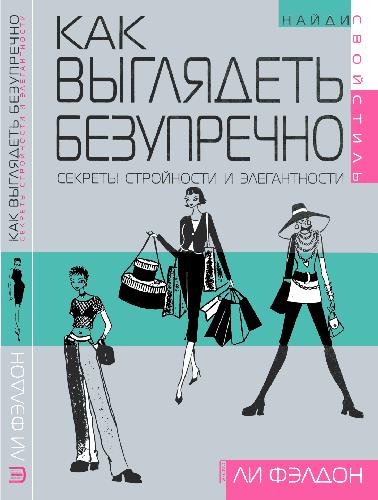 НАЙДИ
СВОЙ СТИЛЬ
КАК
ВЫГЛЯДЕТЬ
БЕЗУПРЕЧНО
СЕКРЕТЫ СТРОЙНОСТИ И ЭЛЕГАНТНОСТИ
ЛИ ФЭЛДОН
КАК ВЫГЛЯДЕТЬ БЕЗУПРЕЧНО
СЕКРЕТЫ СТРОЙНОСТИ И ЭЛЕГАНТНОСТИ
ЛИ ФЭЛДОН